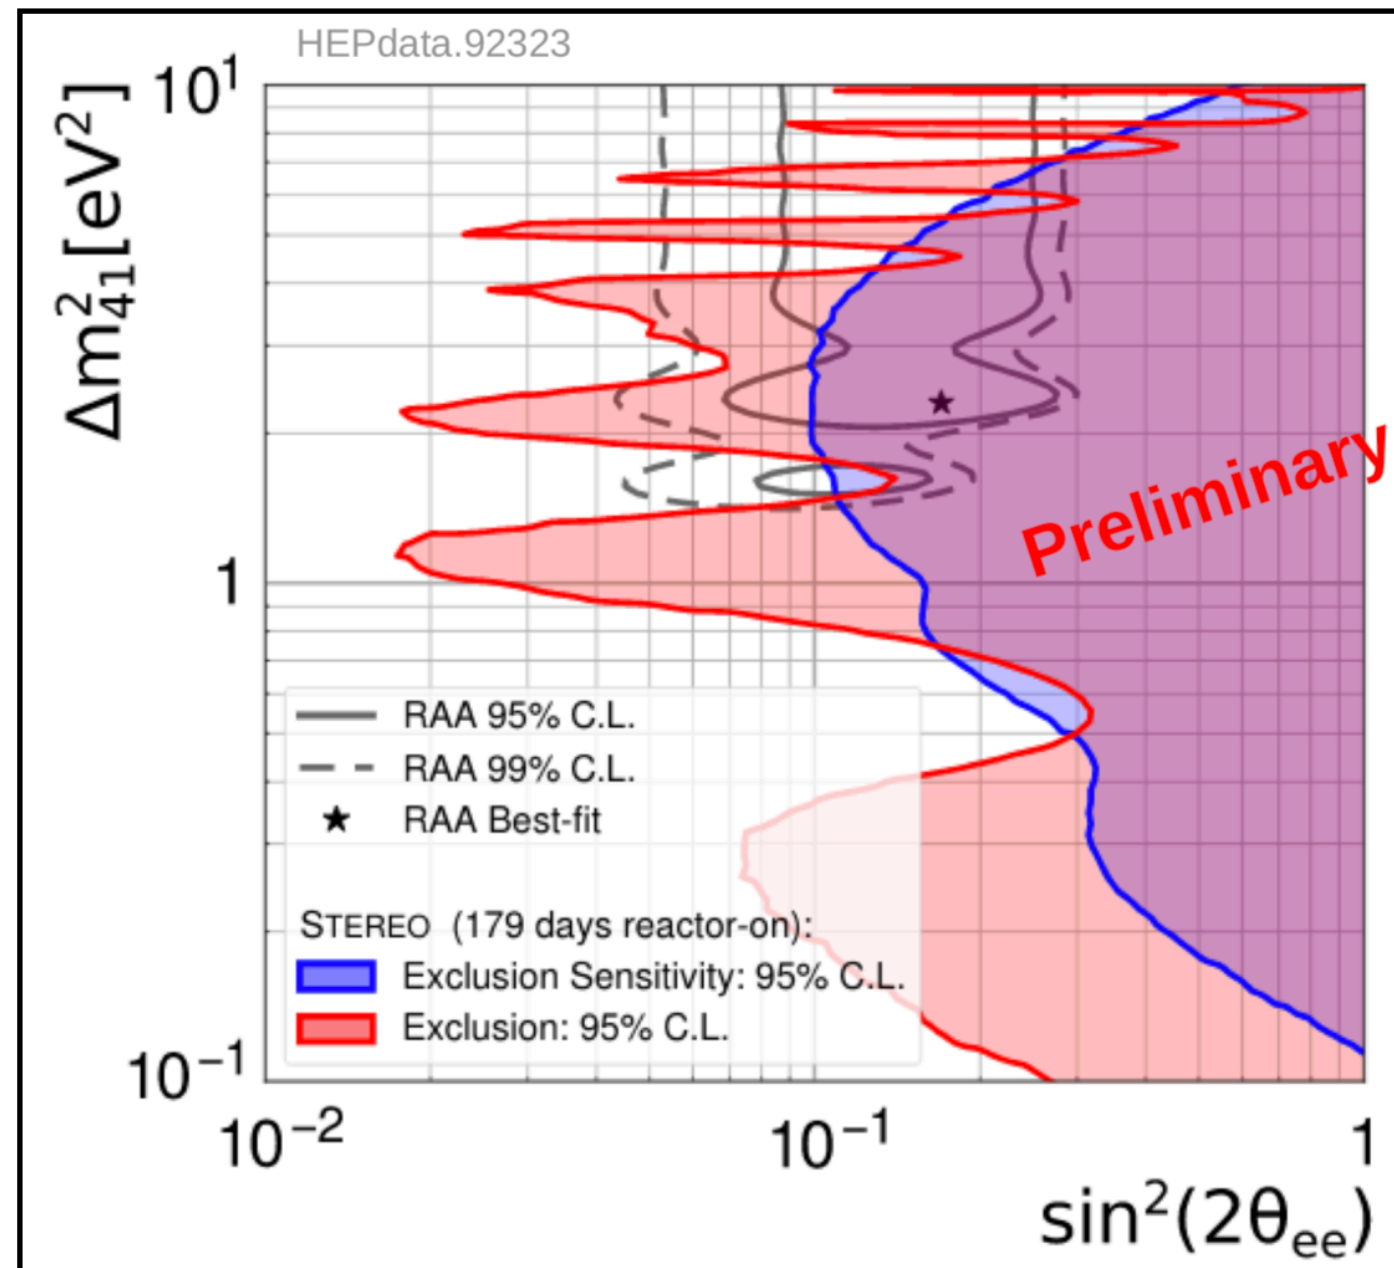 HEPdata.92323
10¹
Δm²₄₁[eV²]
Preliminary
1
RAA 95% C.L.
RAA 99% C.L.
RAA Best-fit
STEREO (179 days reactor-on):
Exclusion Sensitivity: 95% C.L.
Exclusion: 95% C.L.
10⁻¹
10⁻² 10⁻¹ 1
sin²(2θₑₑ)